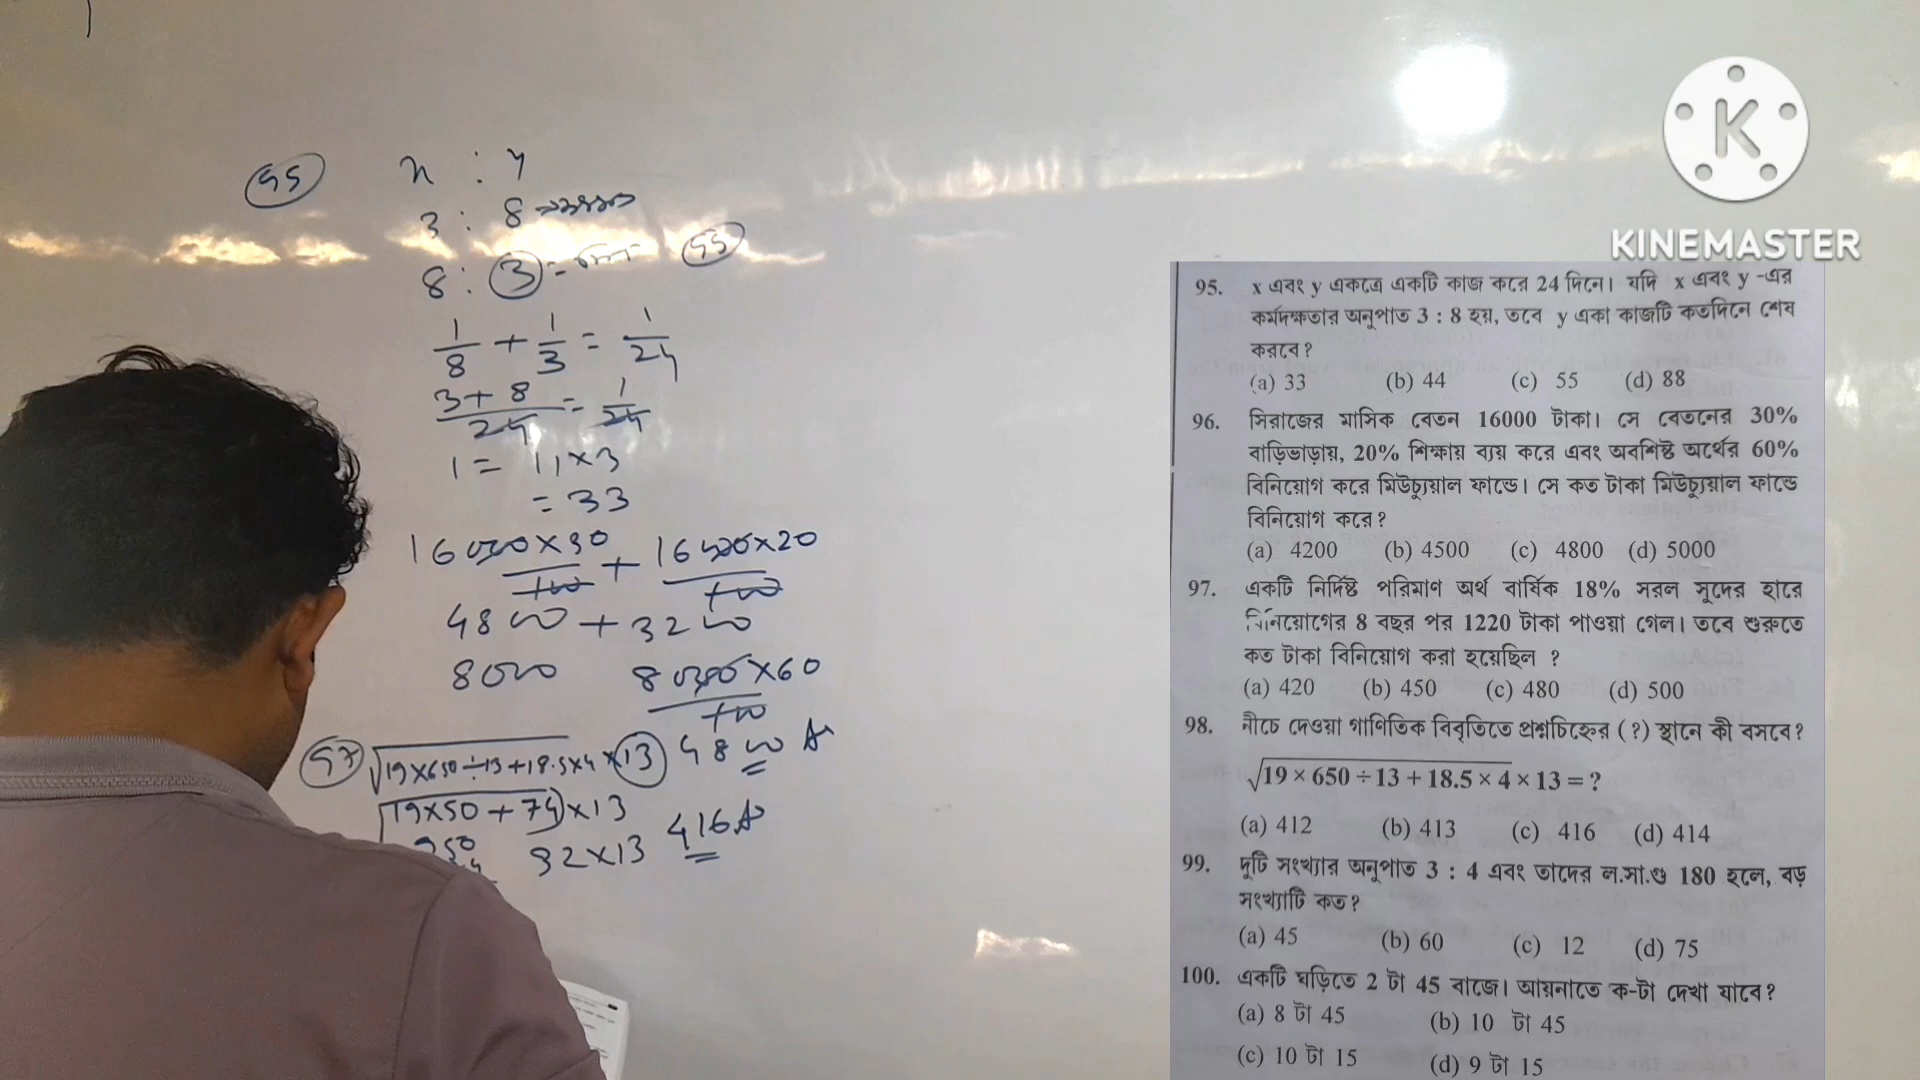 95 x : y
3 : 8
8 : 3 = 95
1/8 + 1/3 = 1/24
3 + 8 / 24 = 1/24
1 = 11 × 3
= 33
16000 × 30 / 100 + 16000 × 20 / 100
4800 + 3200
8000 8000 × 60 / 100
4800 A
97 √19×650÷13+18.5×4 × 13
√19×50 + 74 × 13
950 32×13 416 A
KINEMASTER
95. x এবং y একত্রে একটি কাজ করে 24 দিনে। যদি x এবং y -এর
কর্মদক্ষতার অনুপাত 3 : 8 হয়, তবে y একা কাজটি কতদিনে শেষ
করবে?
(a) 33 (b) 44 (c) 55 (d) 88
96. সিরাজের মাসিক বেতন 16000 টাকা। সে বেতনের 30%
বাড়িভাড়ায়, 20% শিক্ষায় ব্যয় করে এবং অবশিষ্ট অর্থের 60%
বিনিয়োগ করে মিউচ্যুয়াল ফান্ডে। সে কত টাকা মিউচ্যুয়াল ফান্ডে
বিনিয়োগ করে?
(a) 4200 (b) 4500 (c) 4800 (d) 5000
97. একটি নির্দিষ্ট পরিমাণ অর্থ বার্ষিক 18% সরল সুদের হারে
বিনিয়োগের 8 বছর পর 1220 টাকা পাওয়া গেল। তবে শুরুতে
কত টাকা বিনিয়োগ করা হয়েছিল ?
(a) 420 (b) 450 (c) 480 (d) 500
98. নীচে দেওয়া গাণিতিক বিবৃতিতে প্রশ্নচিহ্নের (?) স্থানে কী বসবে?
√19 × 650 ÷ 13 + 18.5 × 4 × 13 = ?
(a) 412 (b) 413 (c) 416 (d) 414
99. দুটি সংখ্যার অনুপাত 3 : 4 এবং তাদের ল.সা.গু 180 হলে, বড়
সংখ্যাটি কত?
(a) 45 (b) 60 (c) 12 (d) 75
100. একটি ঘড়িতে 2 টা 45 বাজে। আয়নাতে ক-টা দেখা যাবে?
(a) 8 টা 45 (b) 10 টা 45
(c) 10 টা 15 (d) 9 টা 15